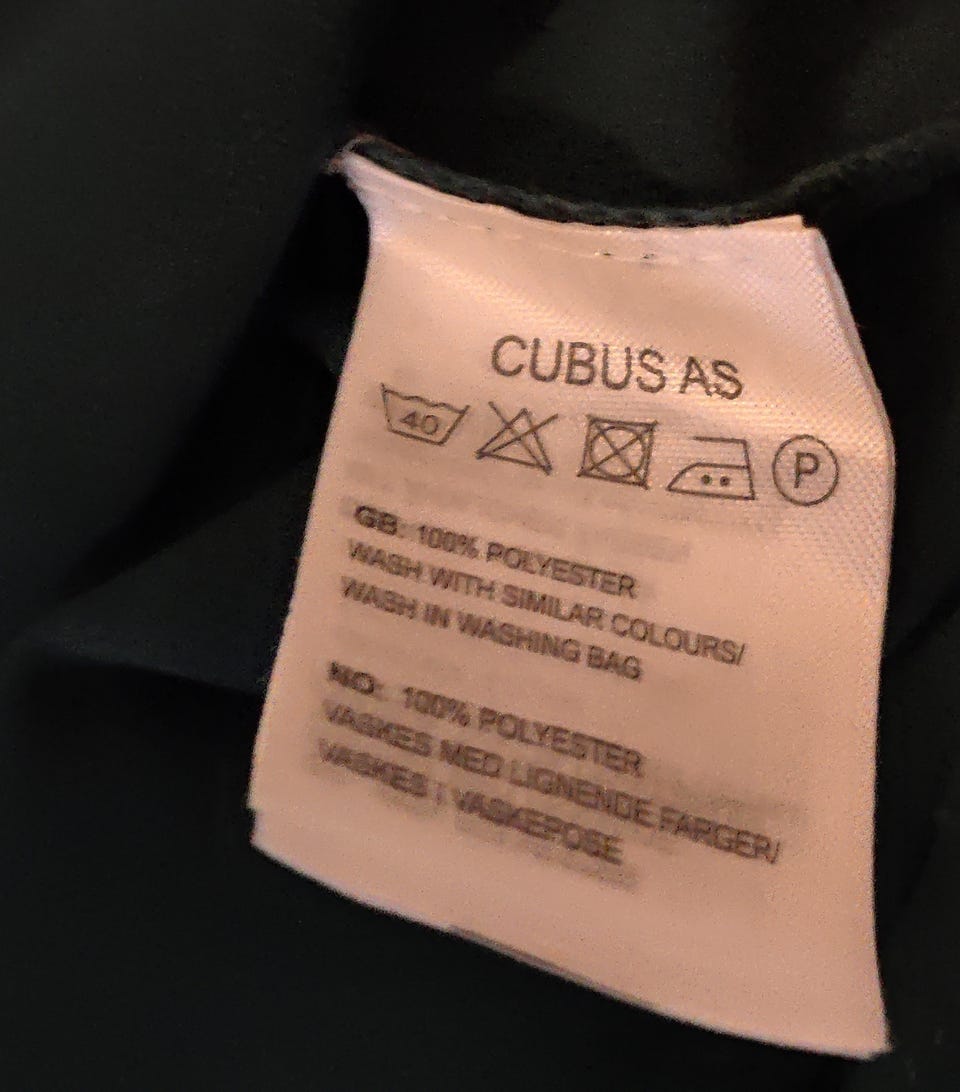 CUBUS AS
40 P
GB: 100% POLYESTER
WASH WITH SIMILAR COLOURS/
WASH IN WASHING BAG
NO: 100% POLYESTER
VASKES MED LIGNENDE FARGER/
VASKES I VASKEPOSE